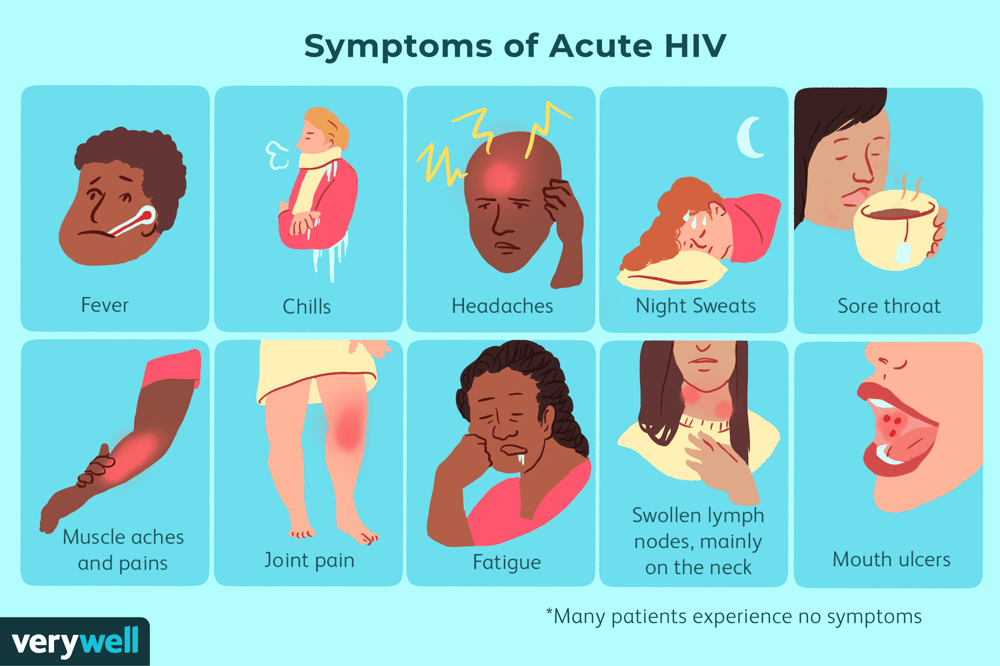 Symptoms of Acute HIV
Fever
Chills
Headaches
Night Sweats
Sore throat
Muscle aches
and pains
Joint pain
Fatigue
Swollen lymph
nodes, mainly
on the neck
Mouth ulcers
*Many patients experience no symptoms
verywell